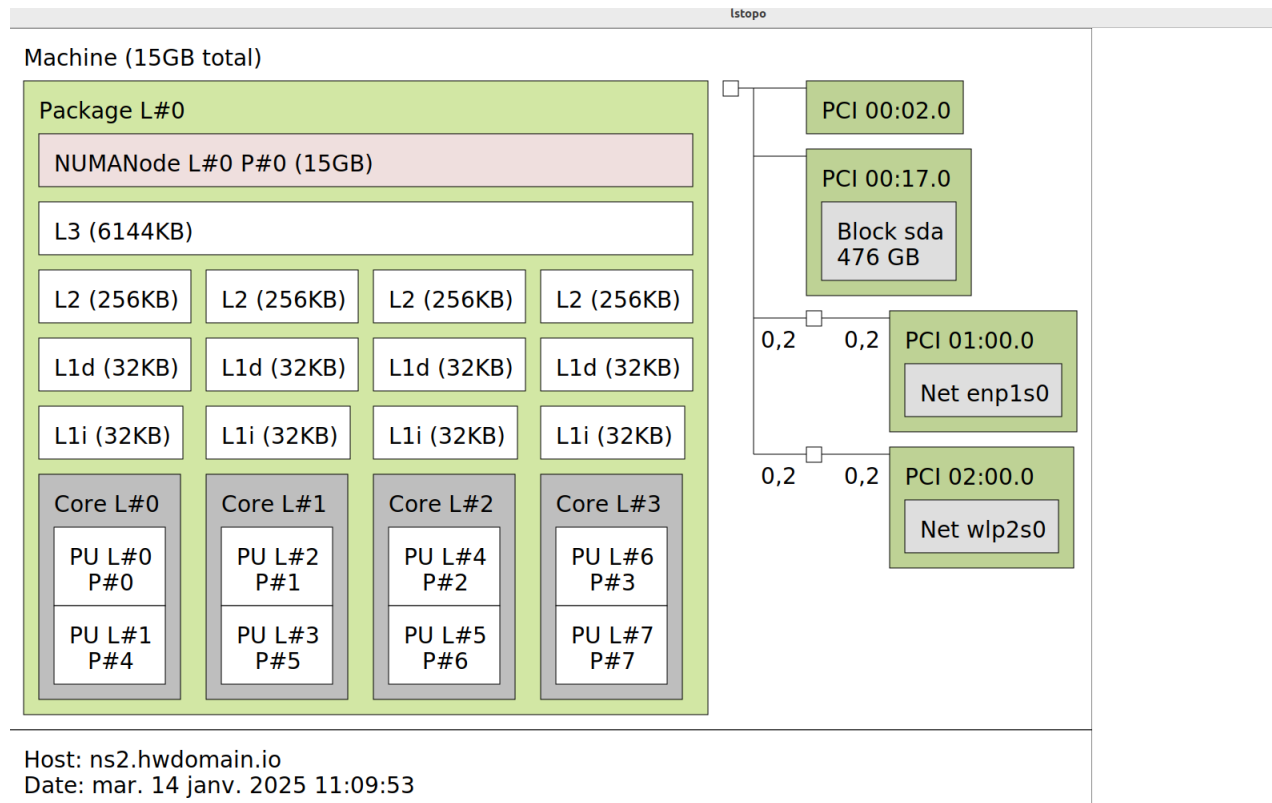 lstopo
Machine (15GB total)
Package L#0
NUMANode L#0 P#0 (15GB)
L3 (6144KB)
L2 (256KB) L2 (256KB) L2 (256KB) L2 (256KB)
L1d (32KB) L1d (32KB) L1d (32KB) L1d (32KB)
L1i (32KB) L1i (32KB) L1i (32KB) L1i (32KB)
Core L#0 Core L#1 Core L#2 Core L#3
PU L#0 PU L#2 PU L#4 PU L#6
P#0 P#1 P#2 P#3
PU L#1 PU L#3 PU L#5 PU L#7
P#4 P#5 P#6 P#7
PCI 00:02.0
PCI 00:17.0
Block sda
476 GB
0,2 0,2 PCI 01:00.0
Net enp1s0
0,2 0,2 PCI 02:00.0
Net wlp2s0
Host: ns2.hwdomain.io
Date: mar. 14 janv. 2025 11:09:53